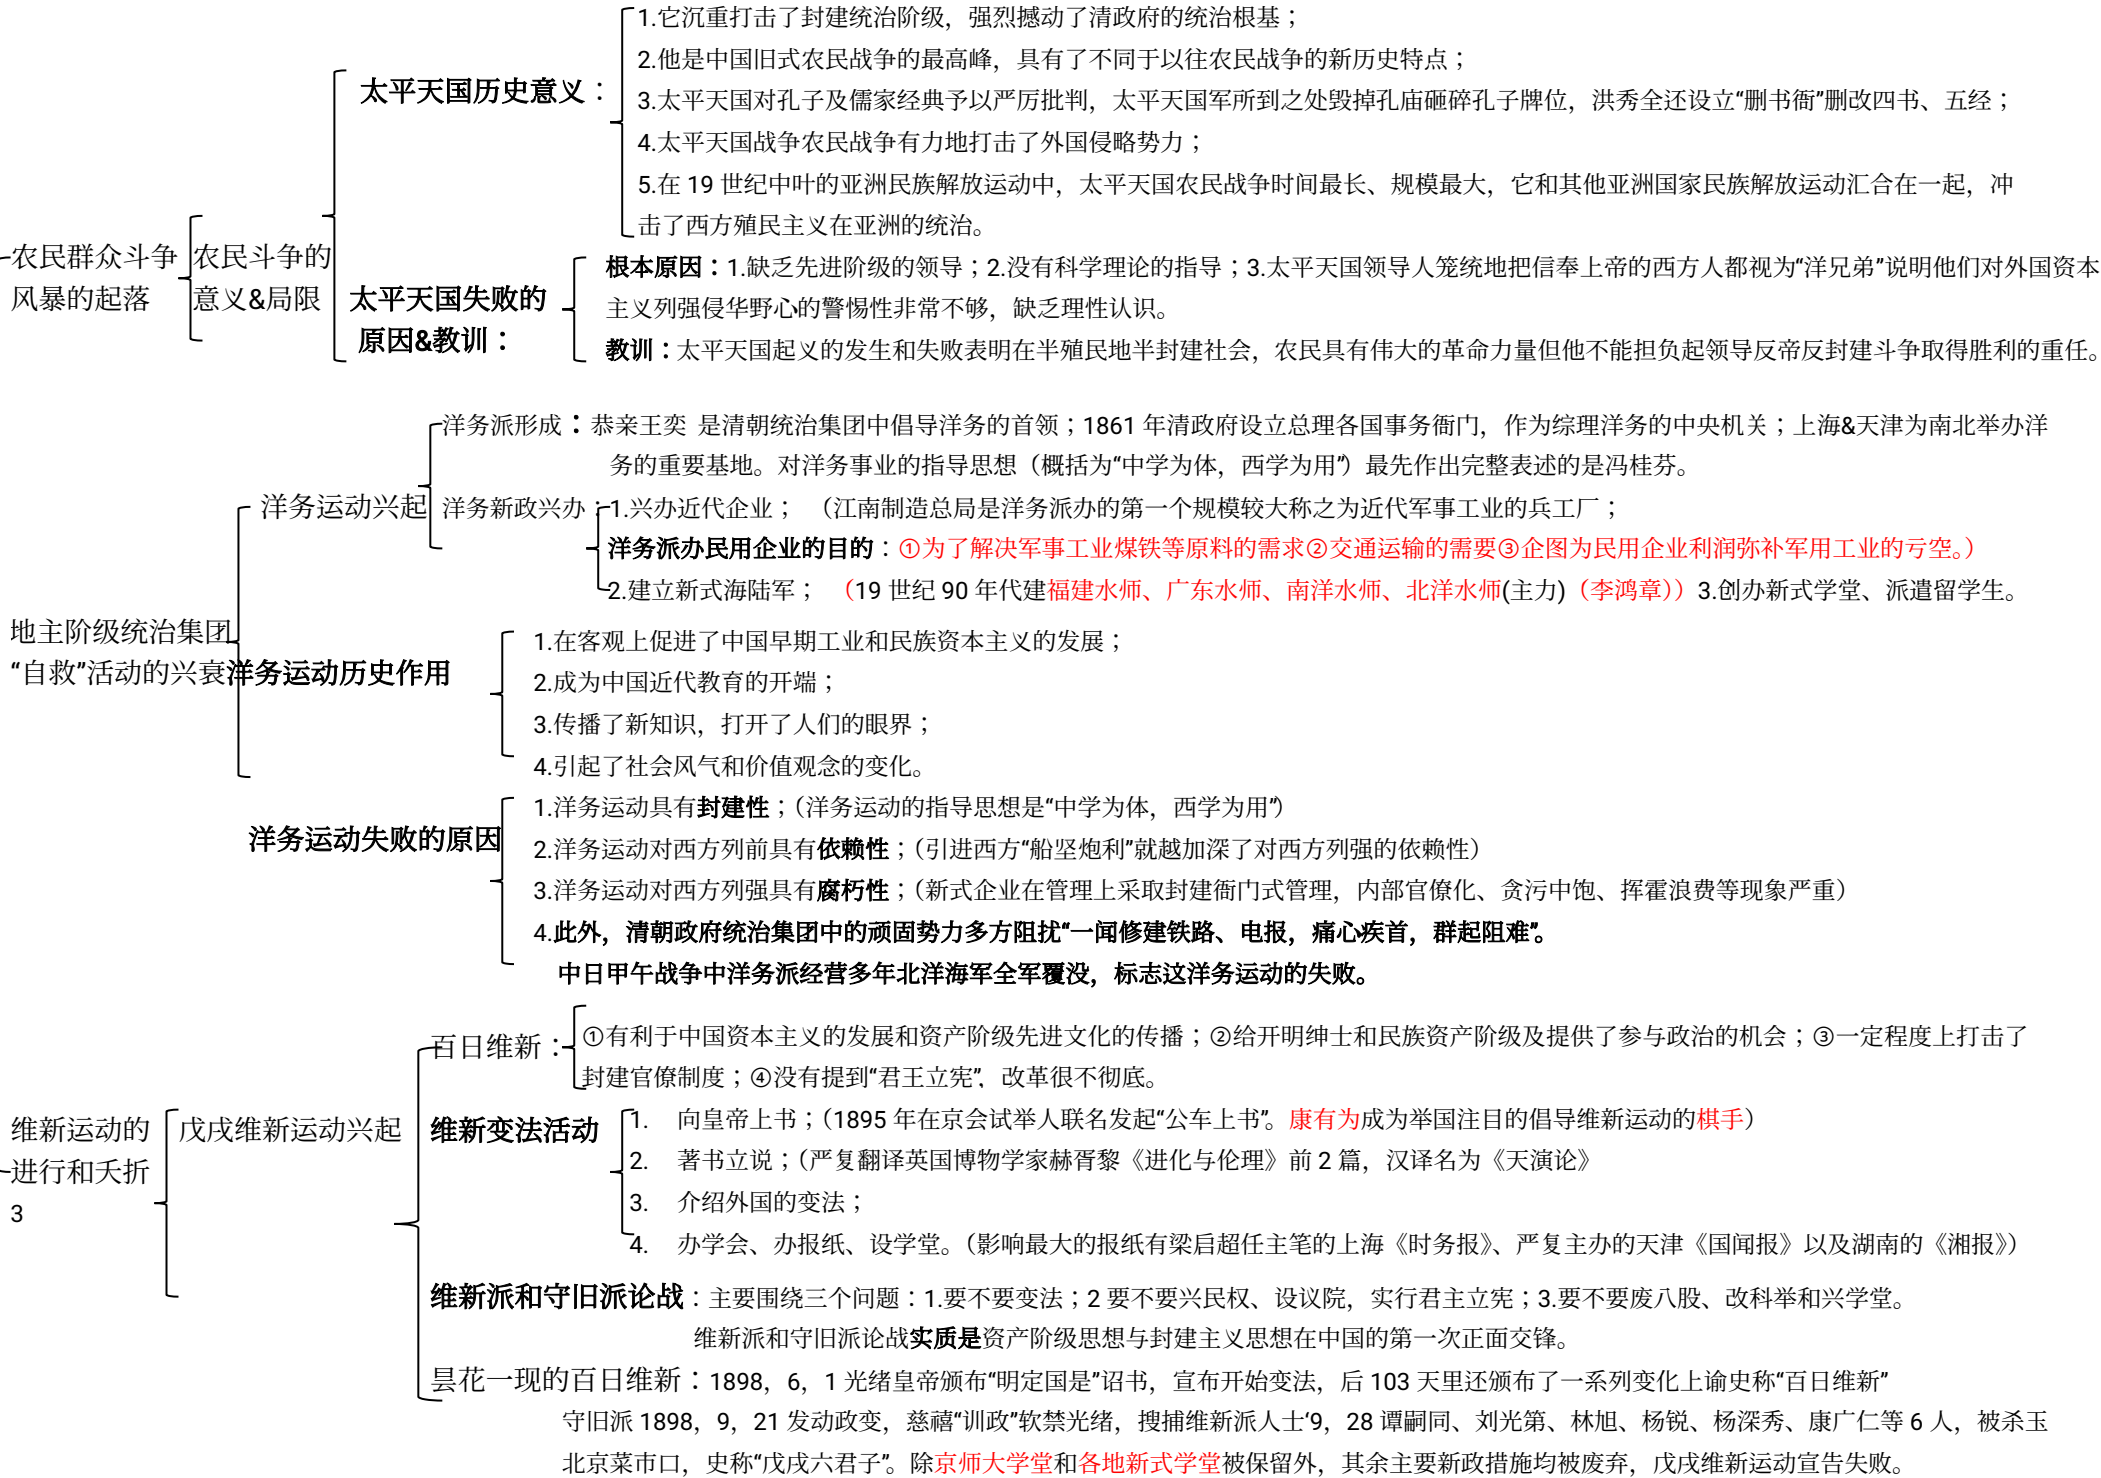 1.它沉重打击了封建统治阶级，强烈撼动了清政府的统治根基；
2.他是中国旧式农民战争的最高峰，具有了不同于以往农民战争的新历史特点；
太平天国历史意义：
3.太平天国对孔子及儒家经典予以严厉批判，太平天国军所到之处毁掉孔庙砸碎孔子牌位，洪秀全还设立“删书衙”删改四书、五经；
4.太平天国战争农民战争有力地打击了外国侵略势力；
5.在 19 世纪中叶的亚洲民族解放运动中，太平天国农民战争时间最长、规模最大，它和其他亚洲国家民族解放运动汇合在一起，冲
击了西方殖民主义在亚洲的统治。
农民群众斗争
风暴的起落
农民斗争的
意义&局限
太平天国失败的
原因&教训：
根本原因：1.缺乏先进阶级的领导；2.没有科学理论的指导；3.太平天国领导人笼统地把信奉上帝的西方人都视为“洋兄弟”说明他们对外国资本
主义列强侵华野心的警惕性非常不够，缺乏理性认识。
教训：太平天国起义的发生和失败表明在半殖民地半封建社会，农民具有伟大的革命力量但他不能担负起领导反帝反封建斗争取得胜利的重任。
洋务派形成：恭亲王奕 是清朝统治集团中倡导洋务的首领；1861 年清政府设立总理各国事务衙门，作为综理洋务的中央机关；上海&天津为南北举办洋
务的重要基地。对洋务事业的指导思想（概括为“中学为体，西学为用”）最先作出完整表述的是冯桂芬。
洋务运动兴起
洋务新政兴办：1.兴办近代企业； （江南制造总局是洋务派办的第一个规模较大称之为近代军事工业的兵工厂；
洋务派办民用企业的目的：①为了解决军事工业煤铁等原料的需求②交通运输的需要③企图为民用企业利润弥补军用工业的亏空。）
2.建立新式海陆军； （19 世纪 90 年代建福建水师、广东水师、南洋水师、北洋水师(主力)（李鸿章））3.创办新式学堂、派遣留学生。
地主阶级统治集团
“自救”活动的兴衰
洋务运动历史作用
1.在客观上促进了中国早期工业和民族资本主义的发展；
2.成为中国近代教育的开端；
3.传播了新知识，打开了人们的眼界；
4.引起了社会风气和价值观念的变化。
洋务运动失败的原因
1.洋务运动具有封建性；（洋务运动的指导思想是“中学为体，西学为用”）
2.洋务运动对西方列前具有依赖性；（引进西方“船坚炮利”就越加深了对西方列强的依赖性）
3.洋务运动对西方列强具有腐朽性；（新式企业在管理上采取封建衙门式管理，内部官僚化、贪污中饱、挥霍浪费等现象严重）
4.此外，清朝政府统治集团中的顽固势力多方阻扰“一闻修建铁路、电报，痛心疾首，群起阻难”。
中日甲午战争中洋务派经营多年北洋海军全军覆没，标志这洋务运动的失败。
百日维新：
①有利于中国资本主义的发展和资产阶级先进文化的传播；②给开明绅士和民族资产阶级及提供了参与政治的机会；③一定程度上打击了
封建官僚制度；④没有提到“君王立宪”，改革很不彻底。
维新运动的
进行和夭折
3
戊戌维新运动兴起
维新变法活动
1. 向皇帝上书；（1895 年在京会试举人联名发起“公车上书”。康有为成为举国注目的倡导维新运动的棋手）
2. 著书立说；（严复翻译英国博物学家赫胥黎《进化与伦理》前 2 篇，汉译名为《天演论》
3. 介绍外国的变法；
4. 办学会、办报纸、设学堂。（影响最大的报纸有梁启超任主笔的上海《时务报》、严复主办的天津《国闻报》以及湖南的《湘报》）
维新派和守旧派论战：主要围绕三个问题：1.要不要变法；2 要不要兴民权、设议院，实行君主立宪；3.要不要废八股、改科举和兴学堂。
维新派和守旧派论战实质是资产阶级思想与封建主义思想在中国的第一次正面交锋。
昙花一现的百日维新：1898，6，1 光绪皇帝颁布“明定国是”诏书，宣布开始变法，后 103 天里还颁布了一系列变化上谕史称“百日维新”
守旧派 1898，9，21 发动政变，慈禧“训政”软禁光绪，搜捕维新派人士‘9，28 谭嗣同、刘光第、林旭、杨锐、杨深秀、康广仁等 6 人，被杀玉
北京菜市口，史称“戊戌六君子”。除京师大学堂和各地新式学堂被保留外，其余主要新政措施均被废弃，戊戌维新运动宣告失败。